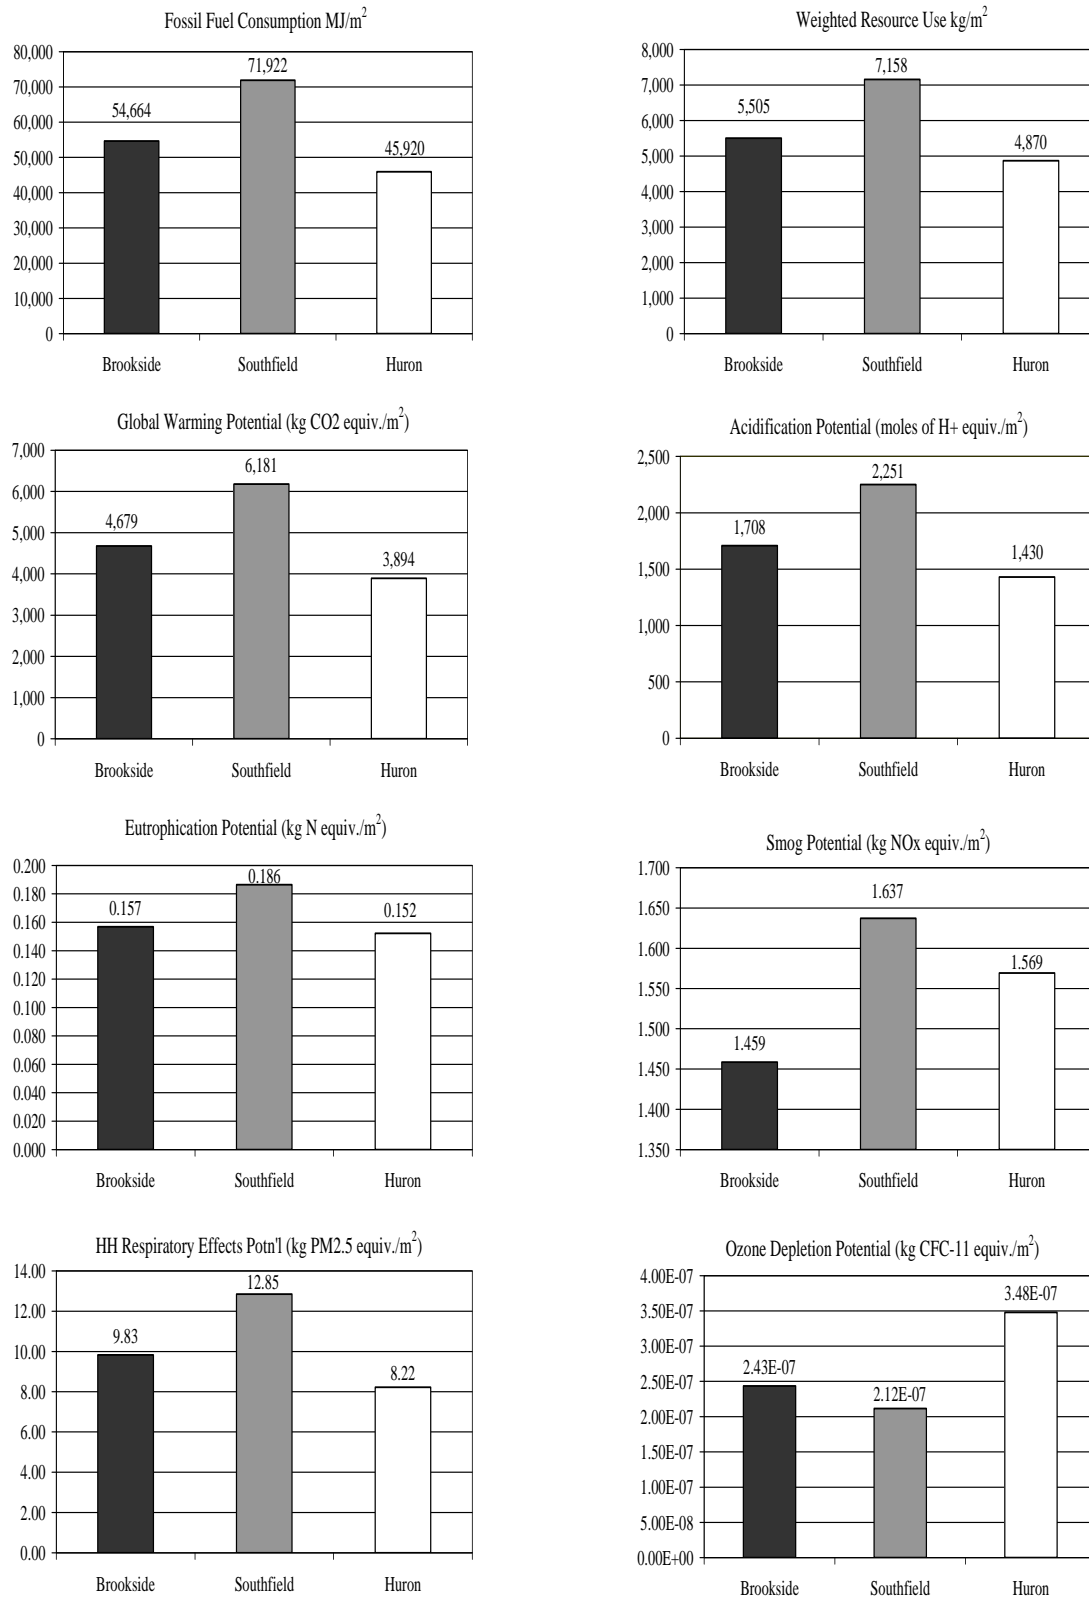 Fossil Fuel Consumption MJ/m2
80,000
70,000
60,000
50,000
40,000
30,000
20,000
10,000
0
54,664
71,922
45,920
Brookside Southfield Huron
Weighted Resource Use kg/m2
8,000
7,000
6,000
5,000
4,000
3,000
2,000
1,000
0
5,505
7,158
4,870
Brookside Southfield Huron
Global Warming Potential (kg CO2 equiv./m2)
7,000
6,000
5,000
4,000
3,000
2,000
1,000
0
4,679
6,181
3,894
Brookside Southfield Huron
Acidification Potential (moles of H+ equiv./m2)
2,500
2,000
1,500
1,000
500
0
1,708
2,251
1,430
Brookside Southfield Huron
Eutrophication Potential (kg N equiv./m2)
0.200
0.180
0.160
0.140
0.120
0.100
0.080
0.060
0.040
0.020
0.000
0.157
0.186
0.152
Brookside Southfield Huron
Smog Potential (kg NOx equiv./m2)
1.700
1.650
1.600
1.550
1.500
1.450
1.400
1.350
1.459
1.637
1.569
Brookside Southfield Huron
HH Respiratory Effects Potn'l (kg PM2.5 equiv./m2)
14.00
12.00
10.00
8.00
6.00
4.00
2.00
0.00
9.83
12.85
8.22
Brookside Southfield Huron
Ozone Depletion Potential (kg CFC-11 equiv./m2)
4.00E-07
3.50E-07
3.00E-07
2.50E-07
2.00E-07
1.50E-07
1.00E-07
5.00E-08
0.00E+00
2.43E-07
2.12E-07
3.48E-07
Brookside Southfield Huron